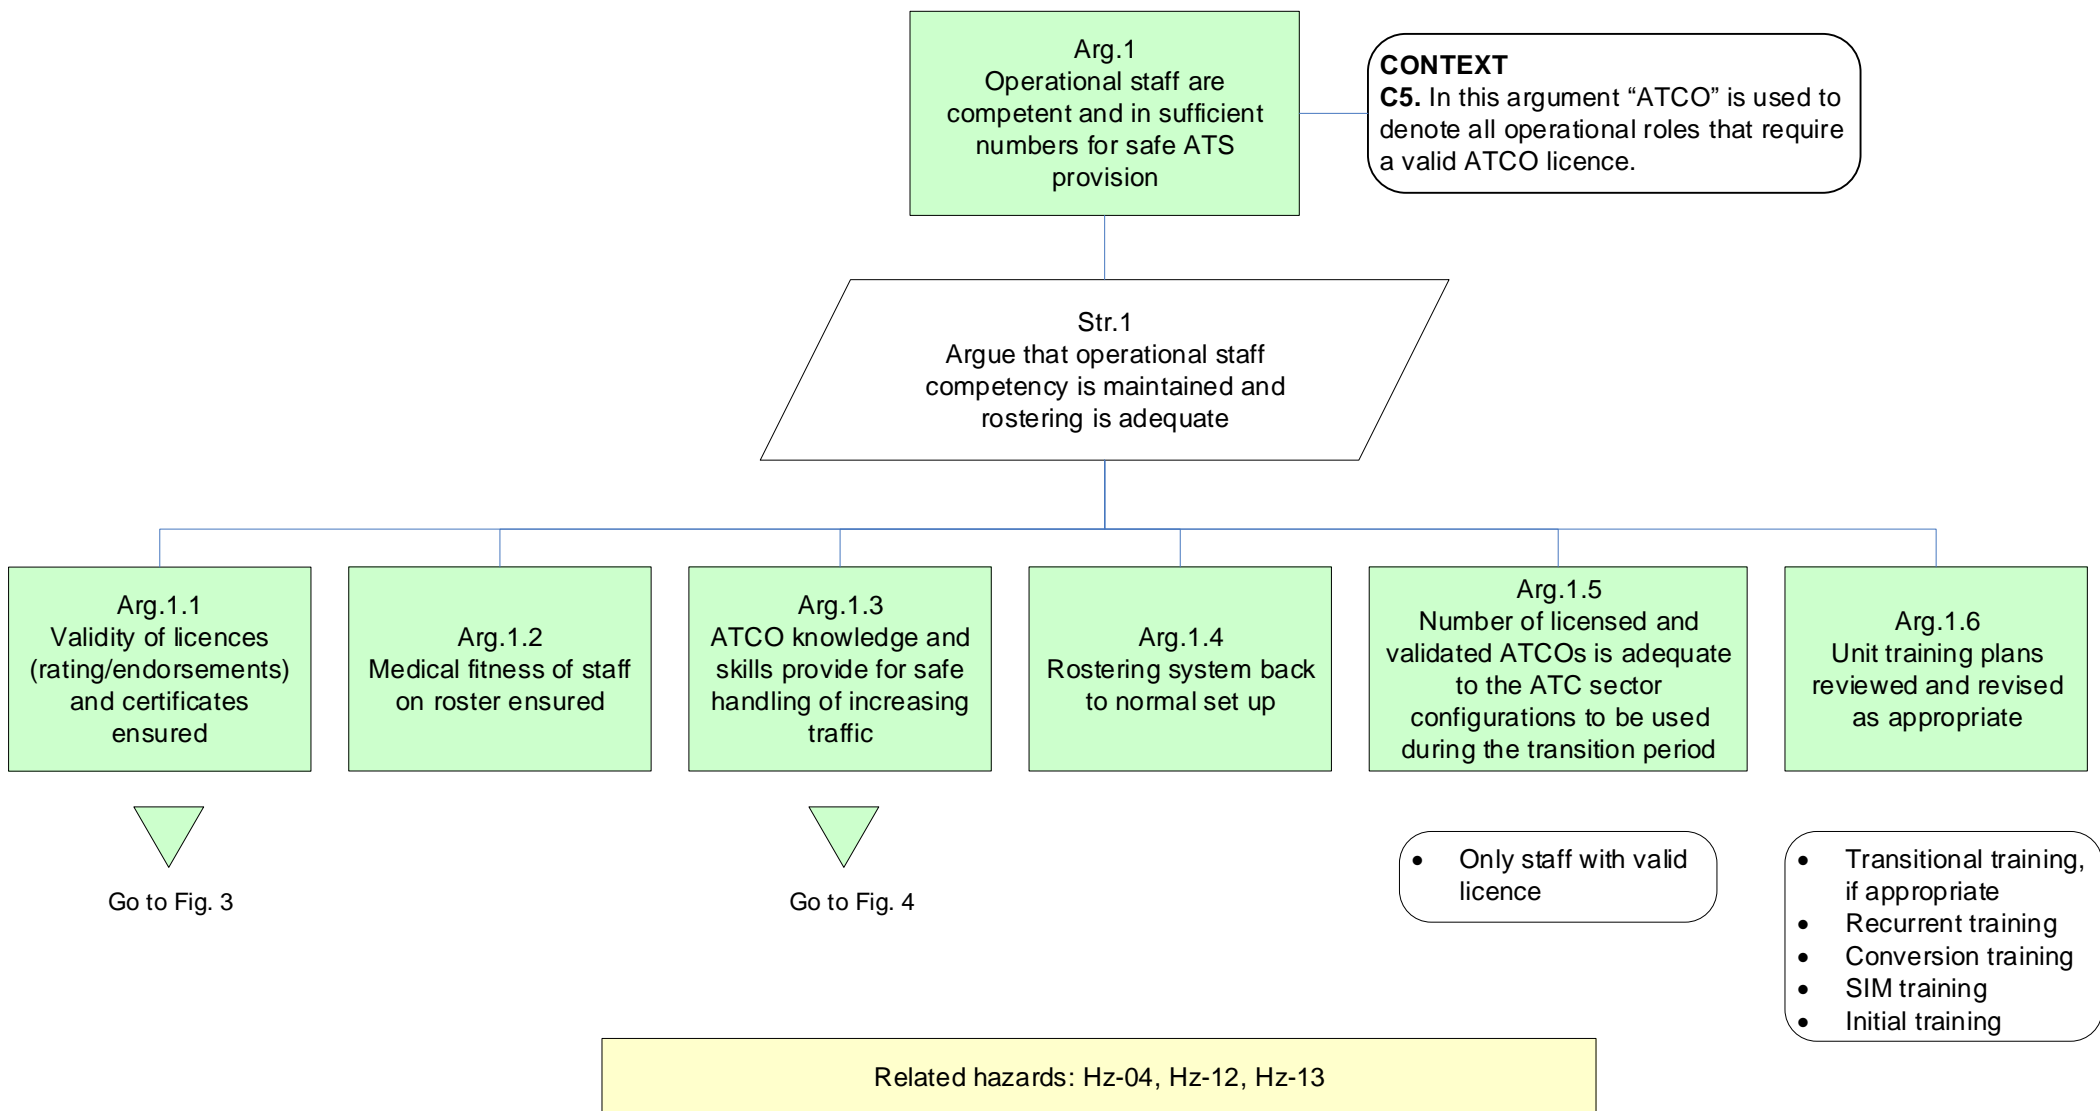 Arg.1
Operational staff are
competent and in sufficient
numbers for safe ATS
provision
CONTEXT
C5. In this argument “ATCO” is used to
denote all operational roles that require
a valid ATCO licence.
Str.1
Argue that operational staff
competency is maintained and
rostering is adequate
Arg.1.1
Validity of licences
(rating/endorsements)
and certificates
ensured
Arg.1.2
Medical fitness of staff
on roster ensured
Arg.1.3
ATCO knowledge and
skills provide for safe
handling of increasing
traffic
Arg.1.4
Rostering system back
to normal set up
Arg.1.5
Number of licensed and
validated ATCOs is adequate
to the ATC sector
configurations to be used
during the transition period
Arg.1.6
Unit training plans
reviewed and revised
as appropriate
Go to Fig. 3
Go to Fig. 4
• Only staff with valid
licence
• Transitional training,
if appropriate
• Recurrent training
• Conversion training
• SIM training
• Initial training
Related hazards: Hz-04, Hz-12, Hz-13